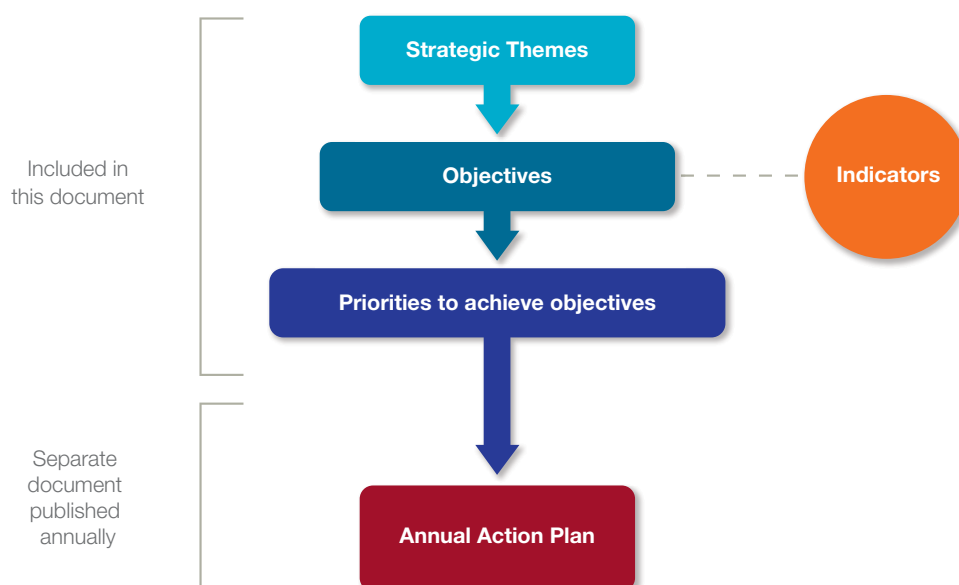 Strategic Themes
Included in
this document
Objectives
Indicators
Priorities to achieve objectives
Separate
document
published
annually
Annual Action Plan